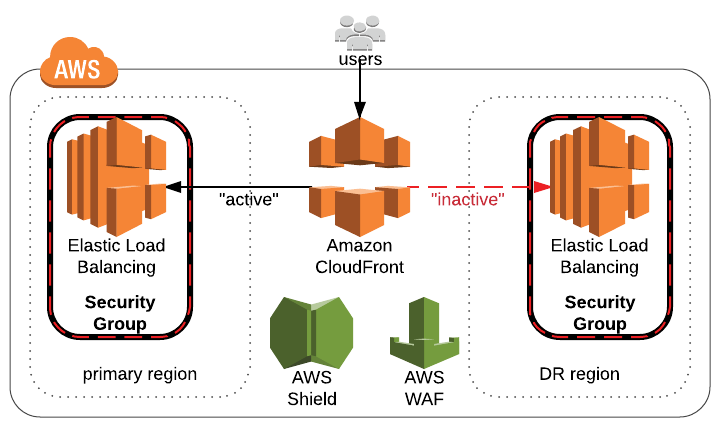 users
AWS
"active"
"inactive"
Elastic Load
Balancing
Amazon
CloudFront
Elastic Load
Balancing
Security
Group
Security
Group
primary region
AWS
Shield
AWS
WAF
DR region